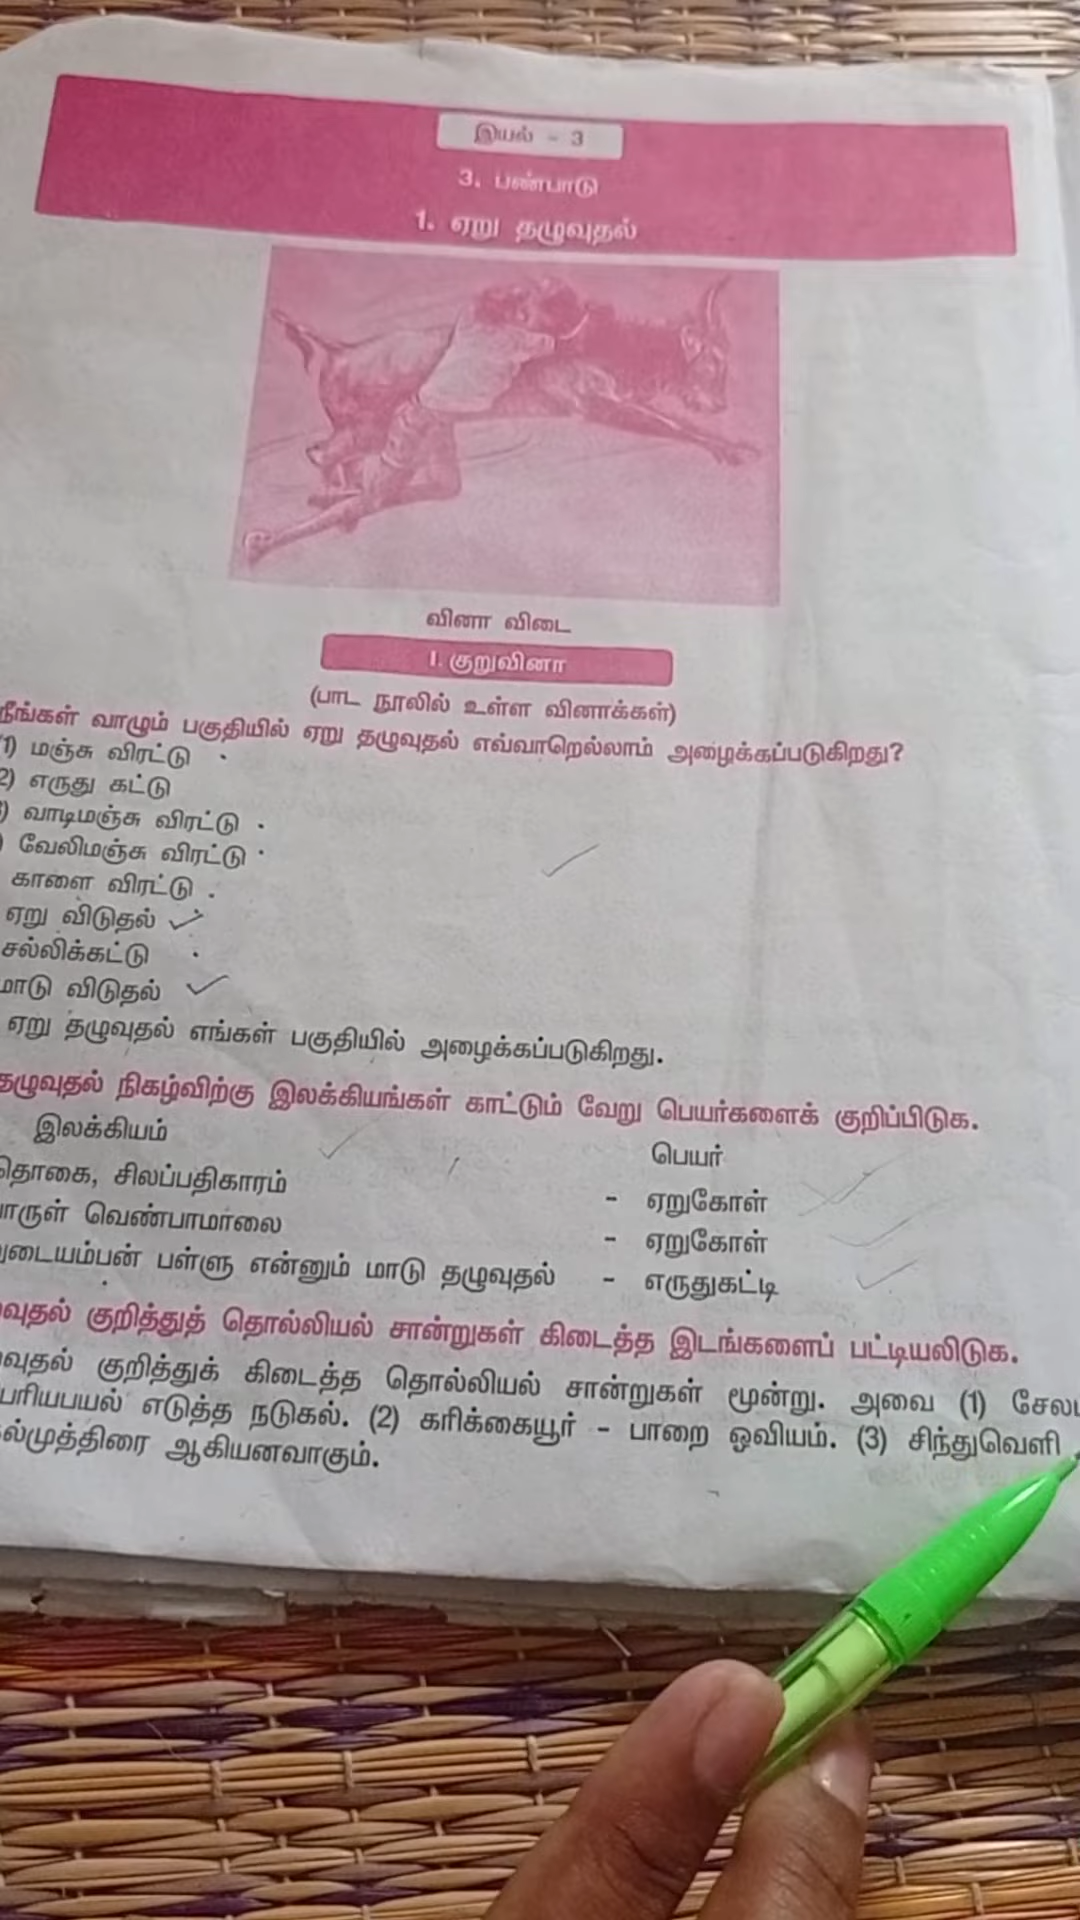 இயல் - 3
3. பண்பாடு
1. ஏறு தழுவுதல்
வினா விடை
I. குறுவினா
(பாட நூலில் உள்ள வினாக்கள்)
நீங்கள் வாழும் பகுதியில் ஏறு தழுவுதல் எவ்வாறெல்லாம் அழைக்கப்படுகிறது?
1) மஞ்சு விரட்டு
2) எருது கட்டு
) வாடிமஞ்சு விரட்டு
) வேலிமஞ்சு விரட்டு
காளை விரட்டு
ஏறு விடுதல்
சல்லிக்கட்டு
மாடு விடுதல்
ஏறு தழுவுதல் எங்கள் பகுதியில் அழைக்கப்படுகிறது.
தழுவுதல் நிகழ்விற்கு இலக்கியங்கள் காட்டும் வேறு பெயர்களைக் குறிப்பிடுக.
இலக்கியம் பெயர்
சிலப்பதிகாரம் - ஏறுகோள்
வெண்பாமாலை - ஏறுகோள்
பள்ளு என்னும் மாடு தழுவுதல் - எருதுகட்டி
குறித்துத் தொல்லியல் சான்றுகள் கிடைத்த இடங்களைப் பட்டியலிடுக.
குறித்துக் கிடைத்த தொல்லியல் சான்றுகள் மூன்று. அவை (1)
எடுத்த நடுகல். (2) கரிக்கையூர் - பாறை ஓவியம். (3) சிந்துவெளி
ஆகியனவாகும்.